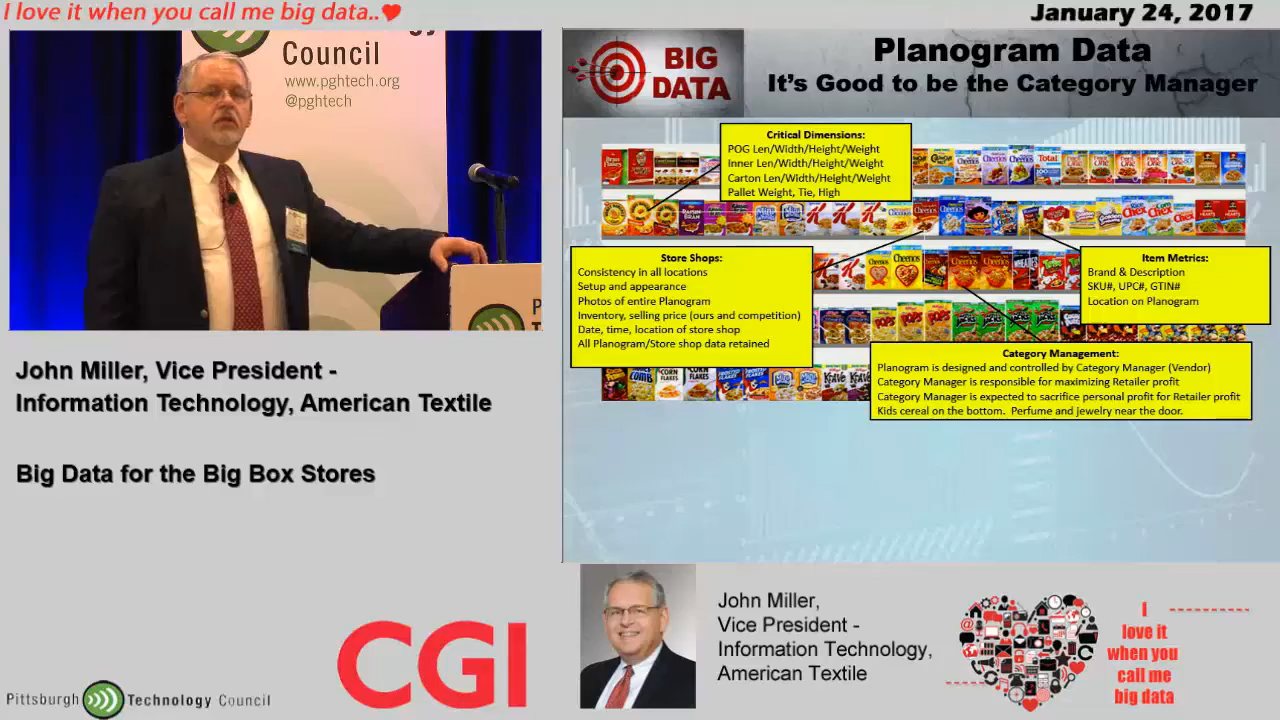 I love it when you call me big data..
January 24, 2017
Council
www.pghtech.org
@pghtech
BIG
DATA
Planogram Data
It's Good to be the Category Manager
Critical Dimensions:
POG Len/Width/Height/Weight
Inner Len/Width/Height/Weight
Carton Len/Width/Height/Weight
Pallet Weight, Tie, High
Store Shops:
Consistency in all locations
Setup and appearance
Photos of entire Planogram
Inventory, selling price (ours and competition)
Date, time, location of store shop
All Planogram/Store shop data retained
Item Metrics:
Brand & Description
SKU#, UPC#, GTIN#
Location on Planogram
Category Management:
Planogram is designed and controlled by Category Manager (Vendor)
Category Manager is responsible for maximizing Retailer profit
Category Manager is expected to sacrifice personal profit for Retailer profit
Kids cereal on the bottom. Perfume and jewelry near the door.
Total
Cheerios
Cheerios
POPS
CORN
FLAKES
John Miller, Vice President -
Information Technology, American Textile
Big Data for the Big Box Stores
CGI
Pittsburgh Technology Council
John Miller,
Vice President -
Information Technology,
American Textile
I
love it
when you
call me
big data